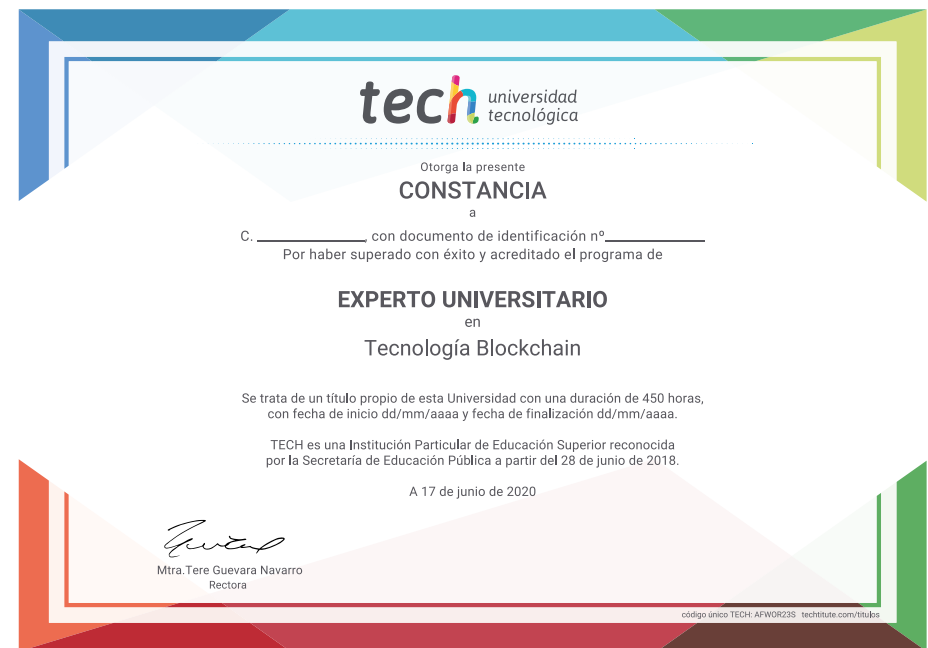 tech universidad
tecnológica
Otorga la presente
CONSTANCIA
a
C. ______________, con documento de identificación nº_____________
Por haber superado con éxito y acreditado el programa de
EXPERTO UNIVERSITARIO
en
Tecnología Blockchain
Se trata de un título propio de esta Universidad con una duración de 450 horas,
con fecha de inicio dd/mm/aaaa y fecha de finalización dd/mm/aaaa.
TECH es una Institución Particular de Educación Superior reconocida
por la Secretaría de Educación Pública a partir del 28 de junio de 2018.
A 17 de junio de 2020
Mtra.Tere Guevara Navarro
Rectora
código único TECH: AFWOR23S techtitute.com/titulos